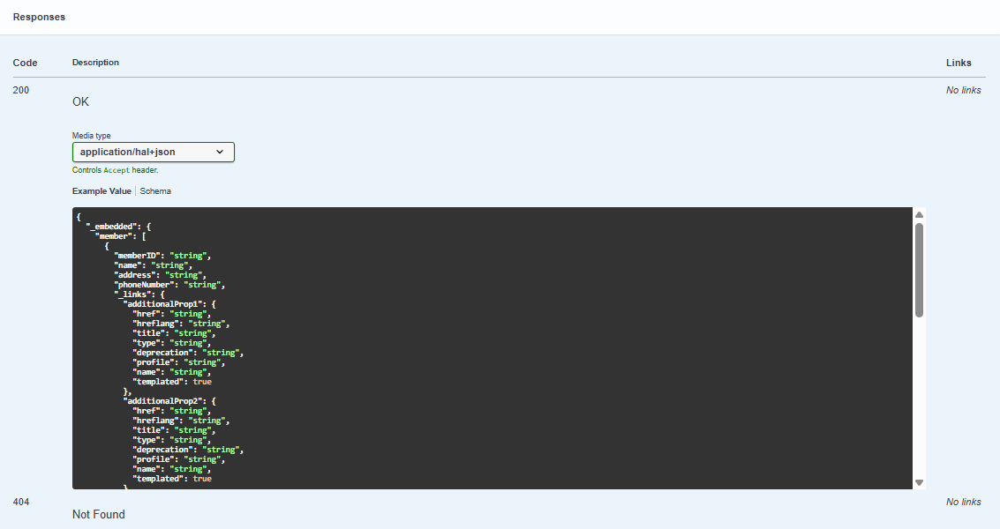 Responses
Code Description Links
200 No links
OK
Media type
application/hal+json
Controls Accept header.
Example Value Schema
{
  "_embedded": {
    "member": [
      {
        "memberID": "string",
        "name": "string",
        "address": "string",
        "phoneNumber": "string",
        "_links": {
          "additionalProp1": {
            "href": "string",
            "hreflang": "string",
            "title": "string",
            "type": "string",
            "deprecation": "string",
            "profile": "string",
            "name": "string",
            "templated": true
          },
          "additionalProp2": {
            "href": "string",
            "hreflang": "string",
            "title": "string",
            "type": "string",
            "deprecation": "string",
            "profile": "string",
            "name": "string",
            "templated": true
          }
404 No links
Not Found